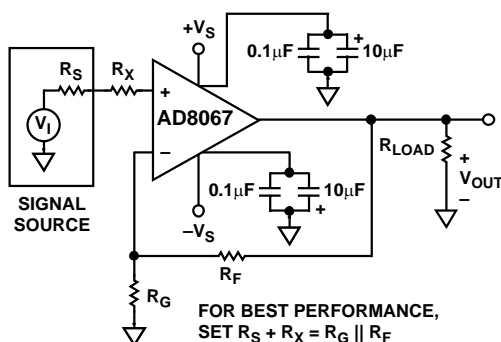 +VS
0.1µF
+
10µF
RS
RX
+
AD8067
VI
–
RLOAD
+
VOUT
–
SIGNAL
SOURCE
0.1µF
10µF
+
–VS
RF
RG
FOR BEST PERFORMANCE,
SET RS + RX = RG || RF